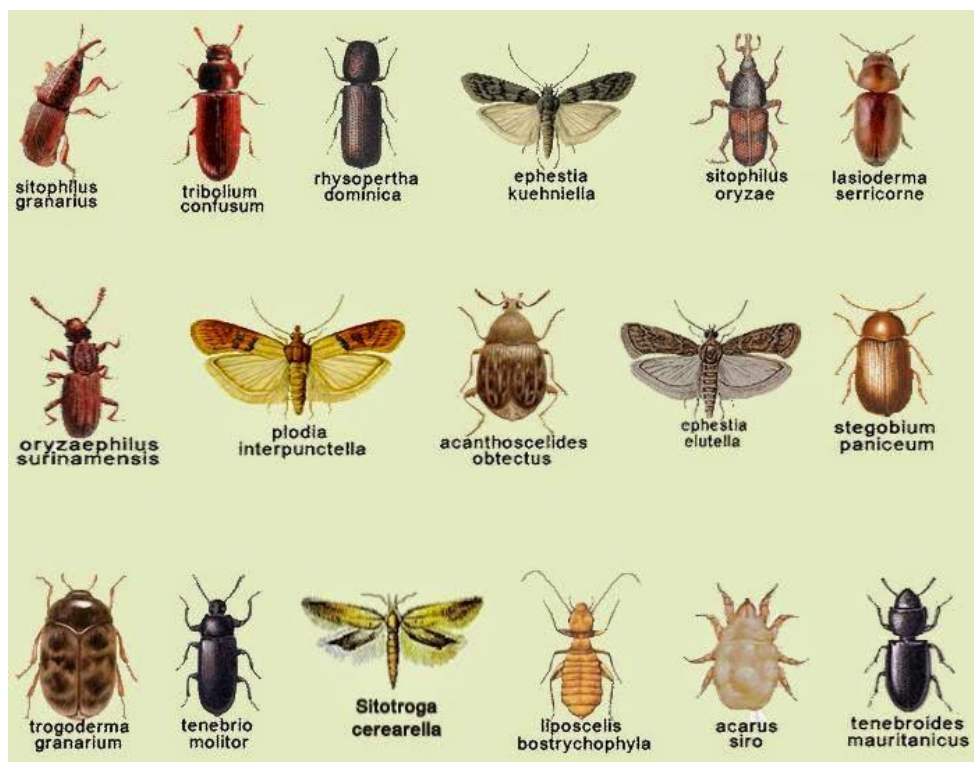 sitophilus
granarius
tribolium
confusum
rhysopertha
dominica
ephestia
kuehniella
sitophilus
oryzae
lasioderma
serricorne
oryzaephilus
surinamensis
plodia
interpunctella
acanthoscelides
obtectus
ephestia
elutella
stegobium
paniceum
trogoderma
granarium
tenebrio
molitor
Sitotroga
cerearella
liposcelis
bostrychophyla
acarus
siro
tenebroides
mauritanicus